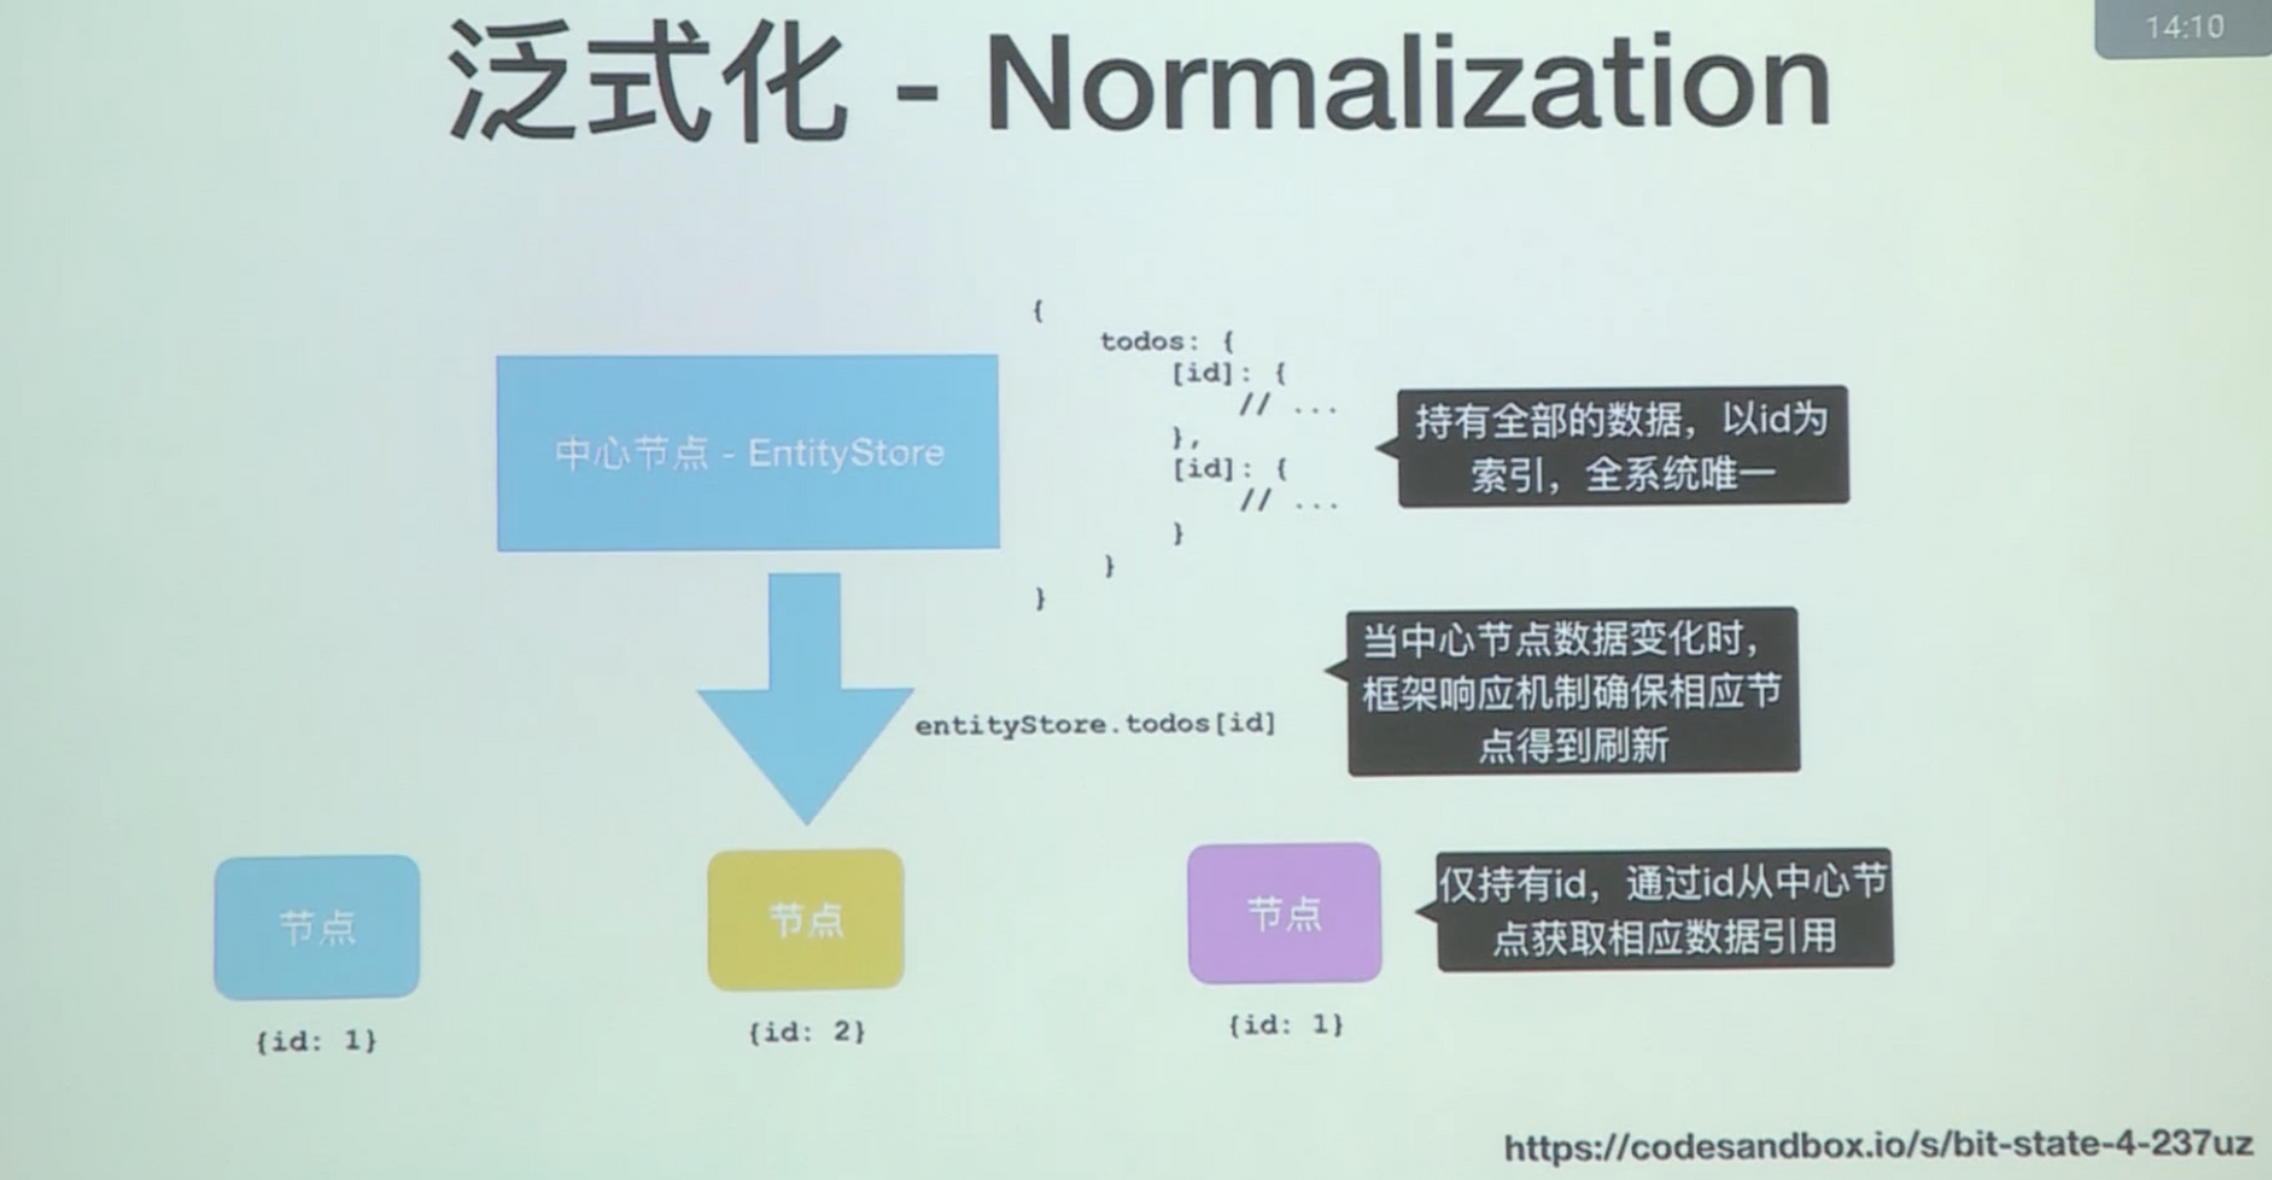 14:10
泛式化 - Normalization
中心节点 - EntityStore
{
todos: {
[id]: {
// ...
},
[id]: {
// ...
}
}
}
持有全部的数据，以id为
索引，全系统唯一
entityStore.todos[id]
当中心节点数据变化时，
框架响应机制确保相应节
点得到刷新
节点
{id: 1}
节点
{id: 2}
节点
{id: 1}
仅持有id，通过id从中心节
点获取相应数据引用
https://codesandbox.io/s/bit-state-4-237uz